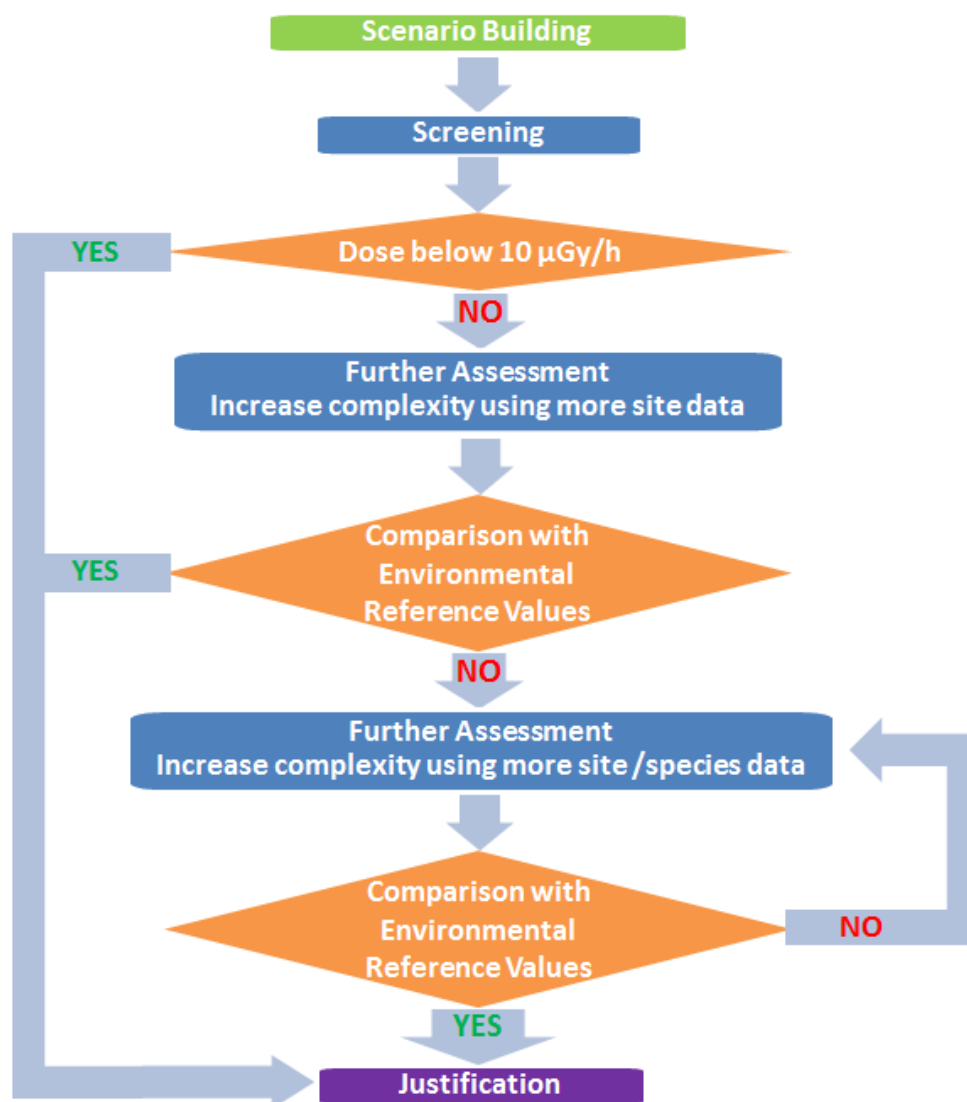 Scenario Building
Screening
Dose below 10 µGy/h
YES
NO
Further Assessment
Increase complexity using more site data
Comparison with
Environmental
Reference Values
YES
NO
Further Assessment
Increase complexity using more site/species data
Comparison with
Environmental
Reference Values
NO
YES
Justification